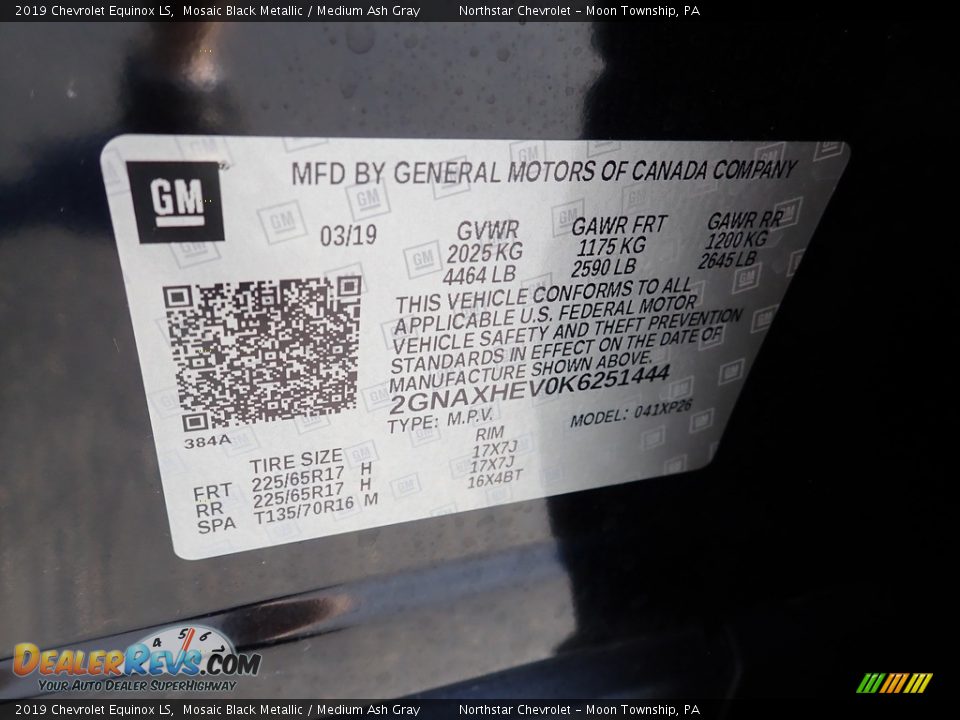 2019 Chevrolet Equinox LS, Mosaic Black Metallic / Medium Ash Gray Northstar Chevrolet - Moon Township, PA
GM
MFD BY GENERAL MOTORS OF CANADA COMPANY
03/19 GVWR GAWR FRT GAWR RR
2025 KG 1175 KG 1200 KG
4464 LB 2590 LB 2645 LB
THIS VEHICLE CONFORMS TO ALL
APPLICABLE U.S. FEDERAL MOTOR
VEHICLE SAFETY AND THEFT PREVENTION
STANDARDS IN EFFECT ON THE DATE OF
MANUFACTURE SHOWN ABOVE.
2GNAXHEV0K6251444
TYPE: M.P.V. MODEL: 041XP26
384A
TIRE SIZE RIM
FRT 225/65R17 H 17X7J
RR 225/65R17 H 17X7J
SPA T135/70R16 M 16X4BT
4 5 6
DealerRevs.com
Your Auto Dealer SuperHighway
2019 Chevrolet Equinox LS, Mosaic Black Metallic / Medium Ash Gray Northstar Chevrolet - Moon Township, PA